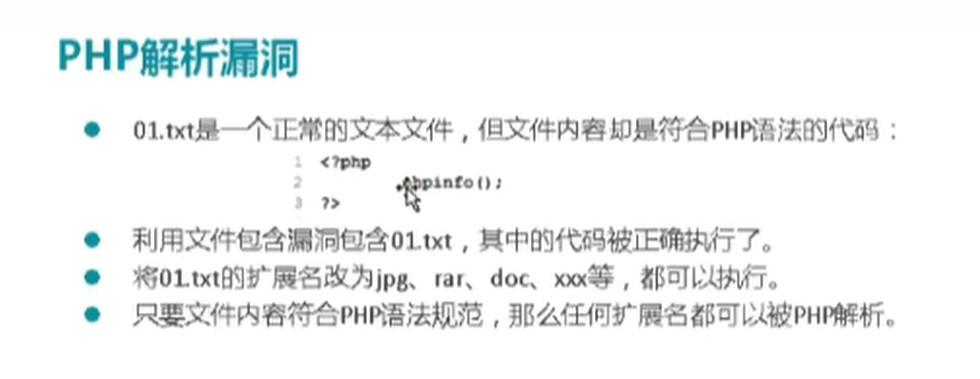 PHP解析漏洞
01.txt是一个正常的文本文件，但文件内容却是符合PHP语法的代码：
1 <?php
2 phpinfo();
3 ?>
利用文件包含漏洞包含01.txt，其中的代码被正确执行了。
将01.txt的扩展名改为jpg、rar、doc、xxx等，都可以执行。
只要文件内容符合PHP语法规范，那么任何扩展名都可以被PHP解析。